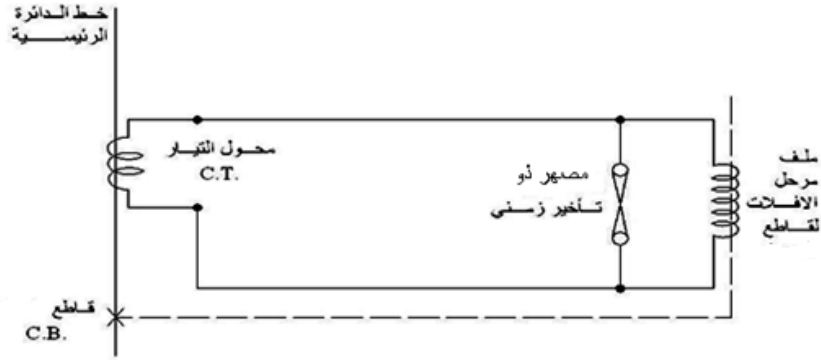 خط الدائرة
الرئيسية
محول التيار
C.T.
مصهر ذو
تأخير زمني
ملف
مرحل
الافلات
لقاطع
قاطع
C.B.